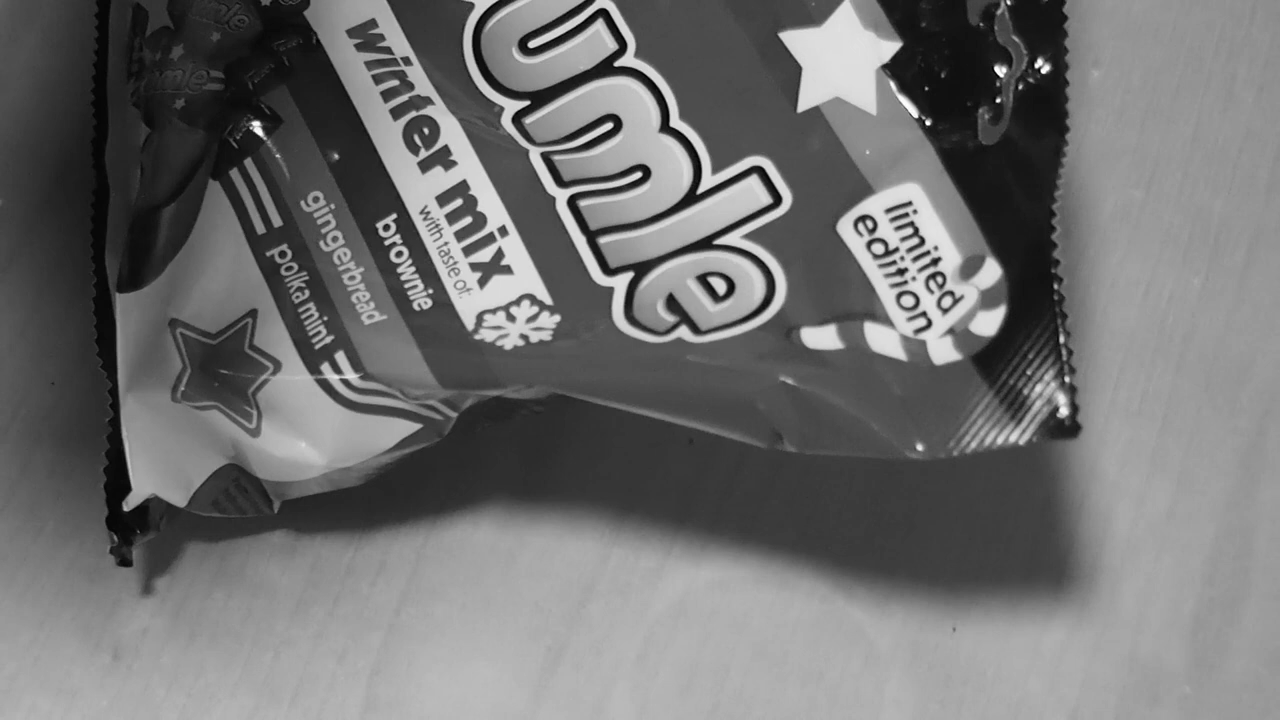 umle
winter mix
with taste of:
brownie
gingerbread
polka mint
limited
edition